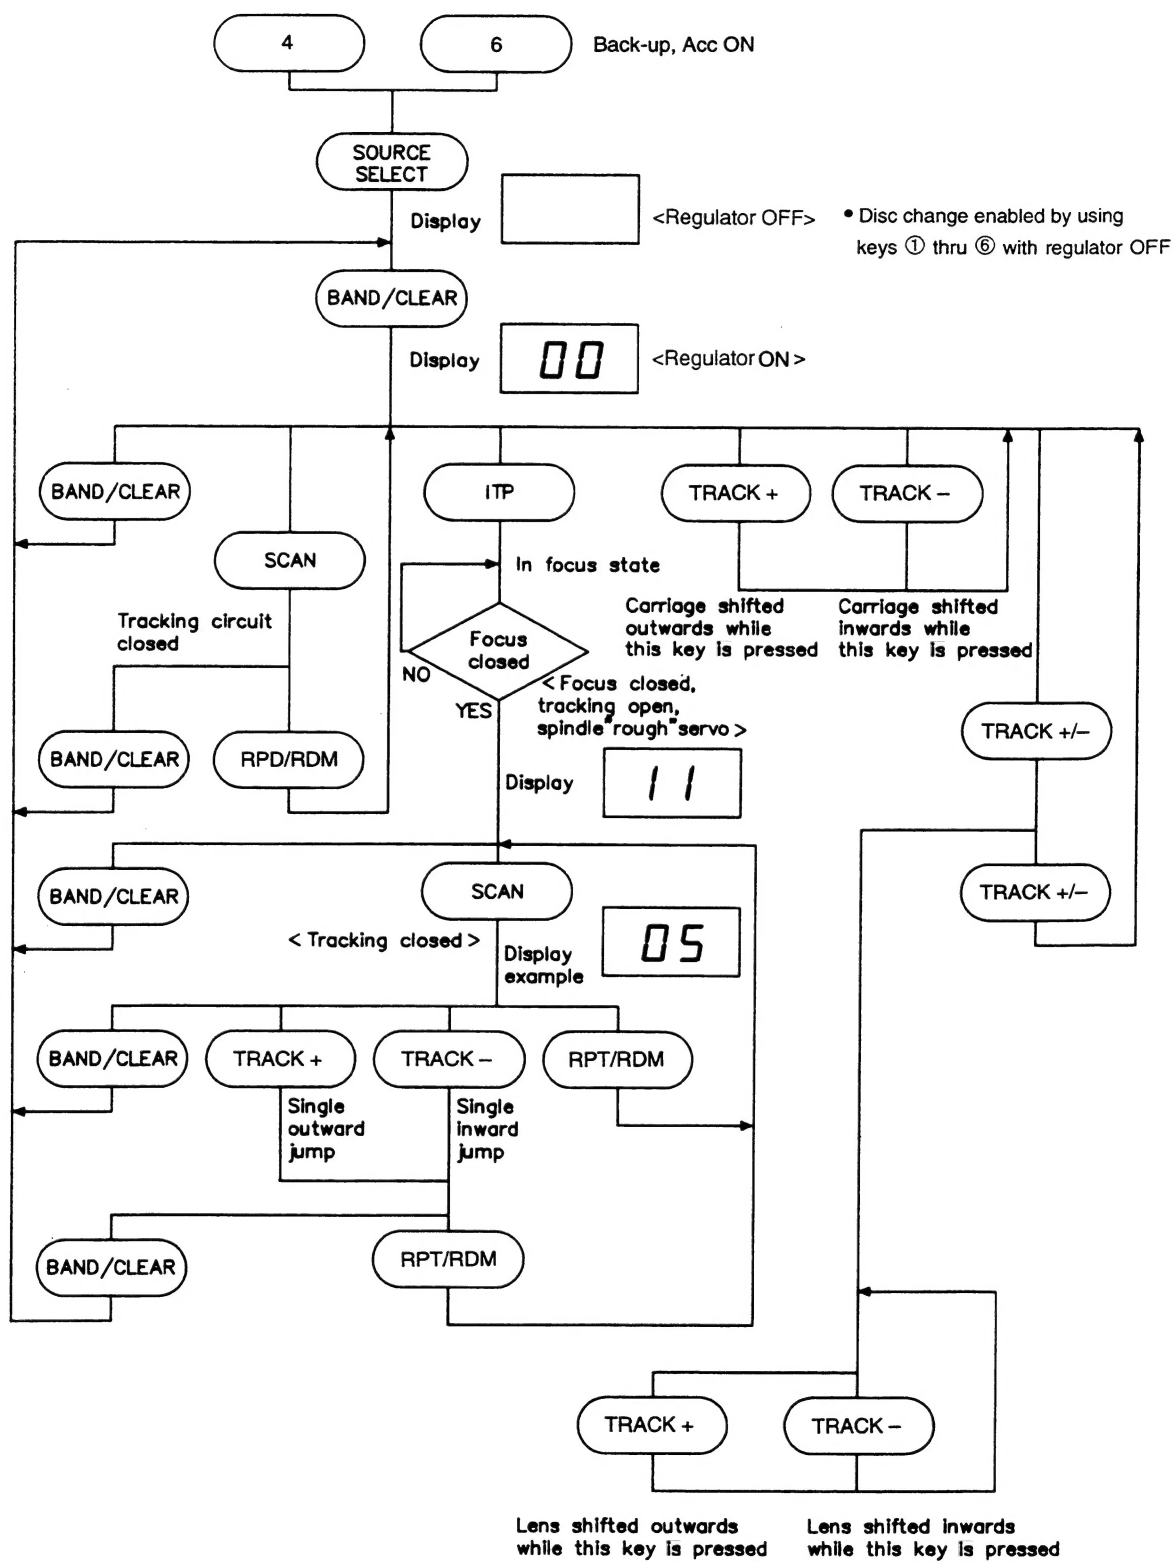 4
6
Back-up, Acc ON
SOURCE
SELECT
Display
<Regulator OFF>
• Disc change enabled by using
keys ① thru ⑥ with regulator OFF
BAND/CLEAR
Display
00
<Regulator ON>
BAND/CLEAR
ITP
TRACK +
TRACK –
SCAN
In focus state
Carriage shifted
outwards while
this key is pressed
Carriage shifted
inwards while
this key is pressed
Tracking circuit
closed
Focus
closed
NO
YES
<Focus closed,
tracking open,
spindle "rough" servo>
BAND/CLEAR
RPD/RDM
TRACK +/–
Display
11
BAND/CLEAR
SCAN
TRACK +/–
<Tracking closed>
Display
example
05
BAND/CLEAR
TRACK +
TRACK –
RPT/RDM
Single
outward
jump
Single
inward
jump
BAND/CLEAR
RPT/RDM
TRACK +
TRACK –
Lens shifted outwards
while this key is pressed
Lens shifted inwards
while this key is pressed